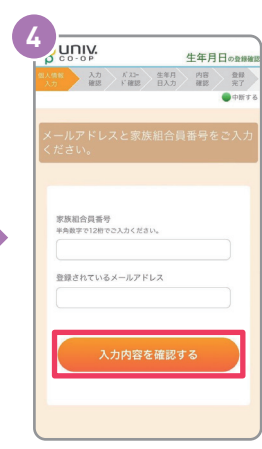 4
UNIV.
CO-OP
生年月日の登録確認
個人情報入力
入力確認
パスコード確認
生年月日入力
内容確認
登録完了
中断する
メールアドレスと家族組合員番号をご入力
ください。
家族組合員番号
半角数字で12桁でご入力ください。
登録されているメールアドレス
入力内容を確認する